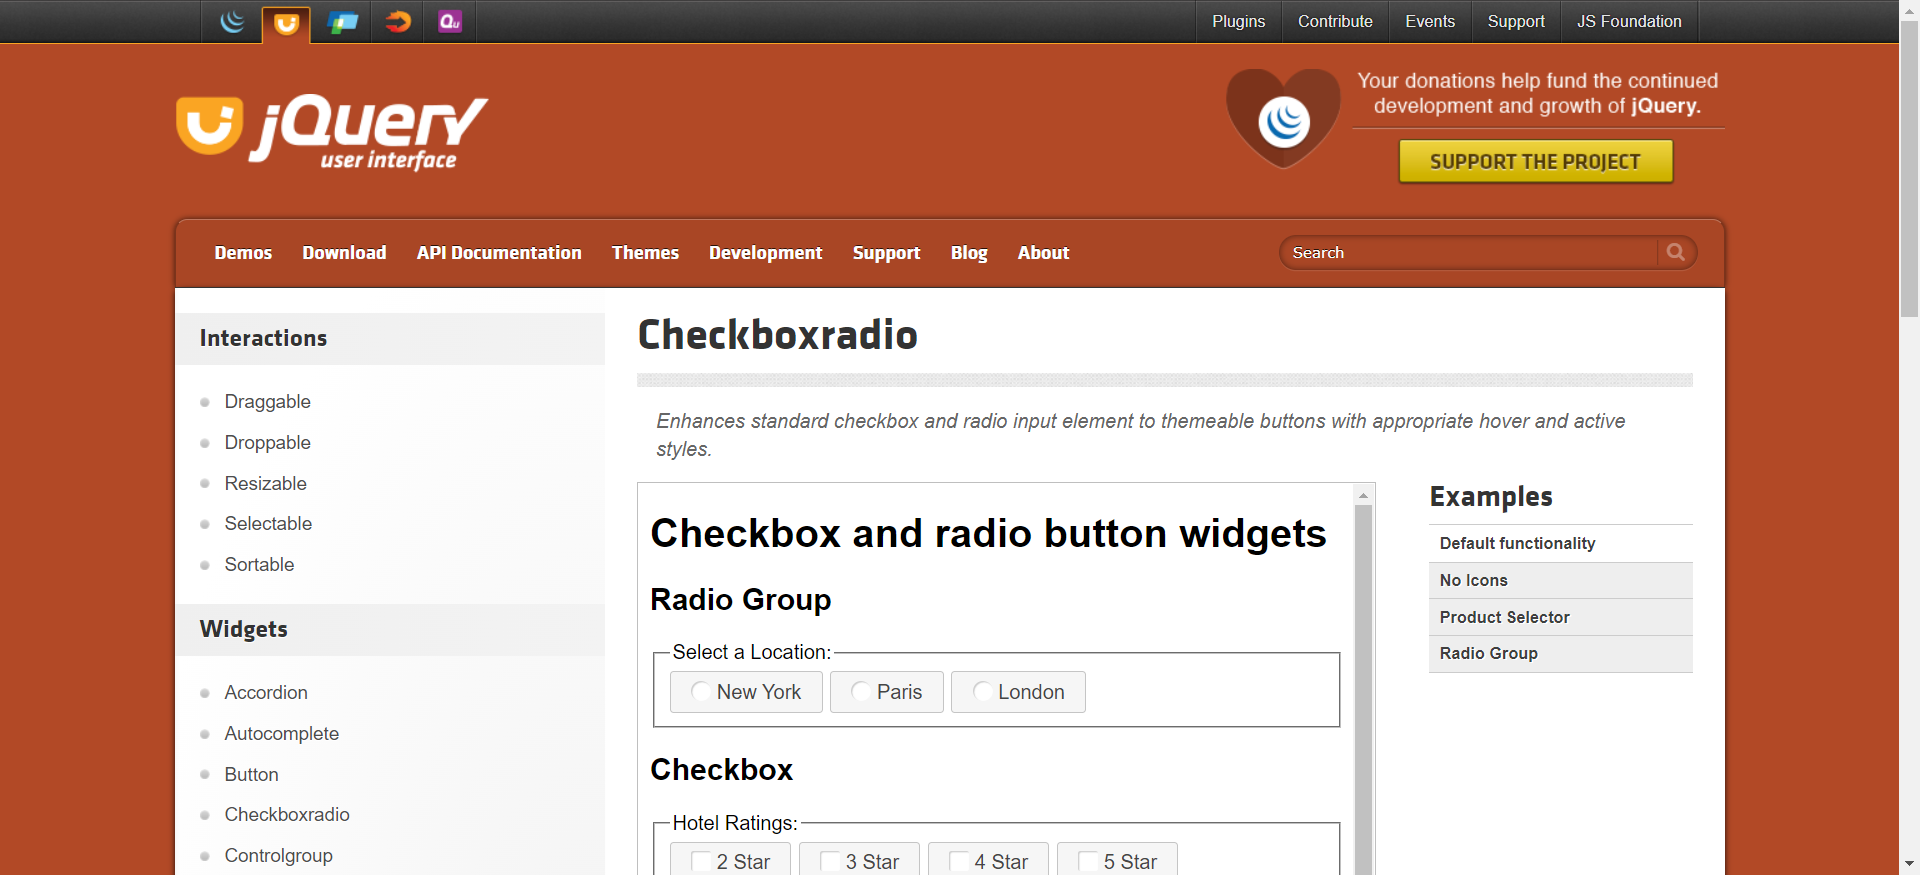 Qu
Plugins Contribute Events Support JS Foundation
jQuery
user interface
Your donations help fund the continued
development and growth of jQuery.
SUPPORT THE PROJECT
Demos Download API Documentation Themes Development Support Blog About
Search
Interactions
Draggable
Droppable
Resizable
Selectable
Sortable
Widgets
Accordion
Autocomplete
Button
Checkboxradio
Controlgroup
Checkboxradio
Enhances standard checkbox and radio input element to themeable buttons with appropriate hover and active
styles.
Checkbox and radio button widgets
Radio Group
Select a Location:
New York Paris London
Checkbox
Hotel Ratings:
2 Star 3 Star 4 Star 5 Star
Examples
Default functionality
No Icons
Product Selector
Radio Group